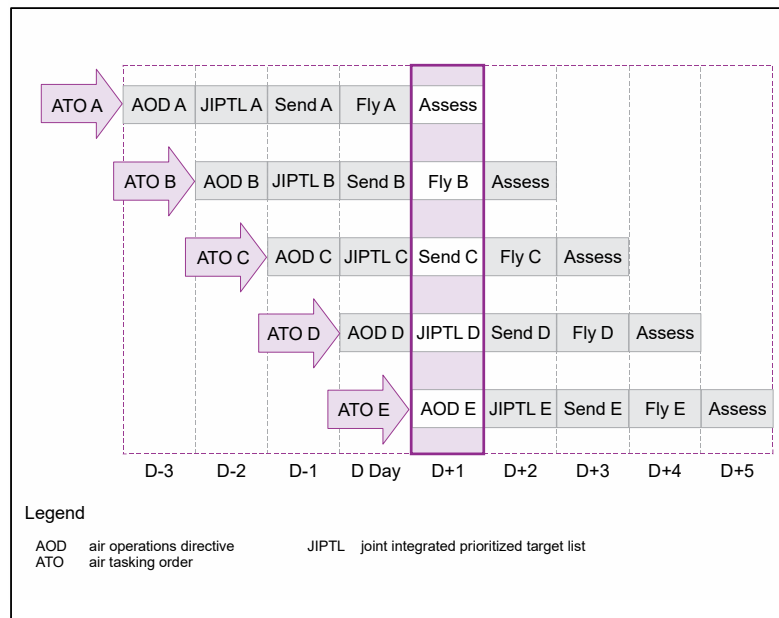 ATO A AOD A JIPTL A Send A Fly A Assess
ATO B AOD B JIPTL B Send B Fly B Assess
ATO C AOD C JIPTL C Send C Fly C Assess
ATO D AOD D JIPTL D Send D Fly D Assess
ATO E AOD E JIPTL E Send E Fly E Assess
D-3 D-2 D-1 D Day D+1 D+2 D+3 D+4 D+5
Legend
AOD air operations directive JIPTL joint integrated prioritized target list
ATO air tasking order